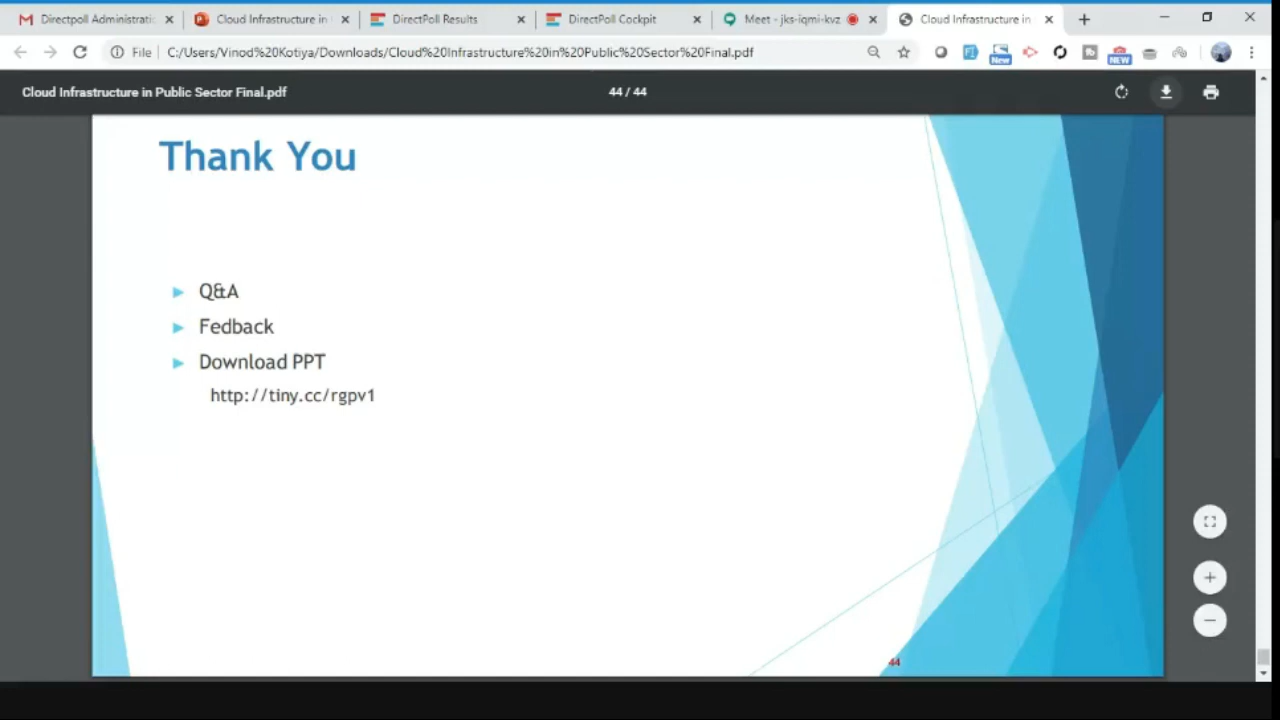 Directpoll Administratio
Cloud Infrastructure in
DirectPoll Results
DirectPoll Cockpit
Meet - jks-iqmi-kvz
Cloud Infrastructure in
File
C:/Users/Vinod%20Kotiya/Downloads/Cloud%20Infrastructure%20in%20Public%20Sector%20Final.pdf
New
NEW
Cloud Infrastructure in Public Sector Final.pdf
44 / 44
Thank You
Q&A
Fedback
Download PPT
http://tiny.cc/rgpv1
44